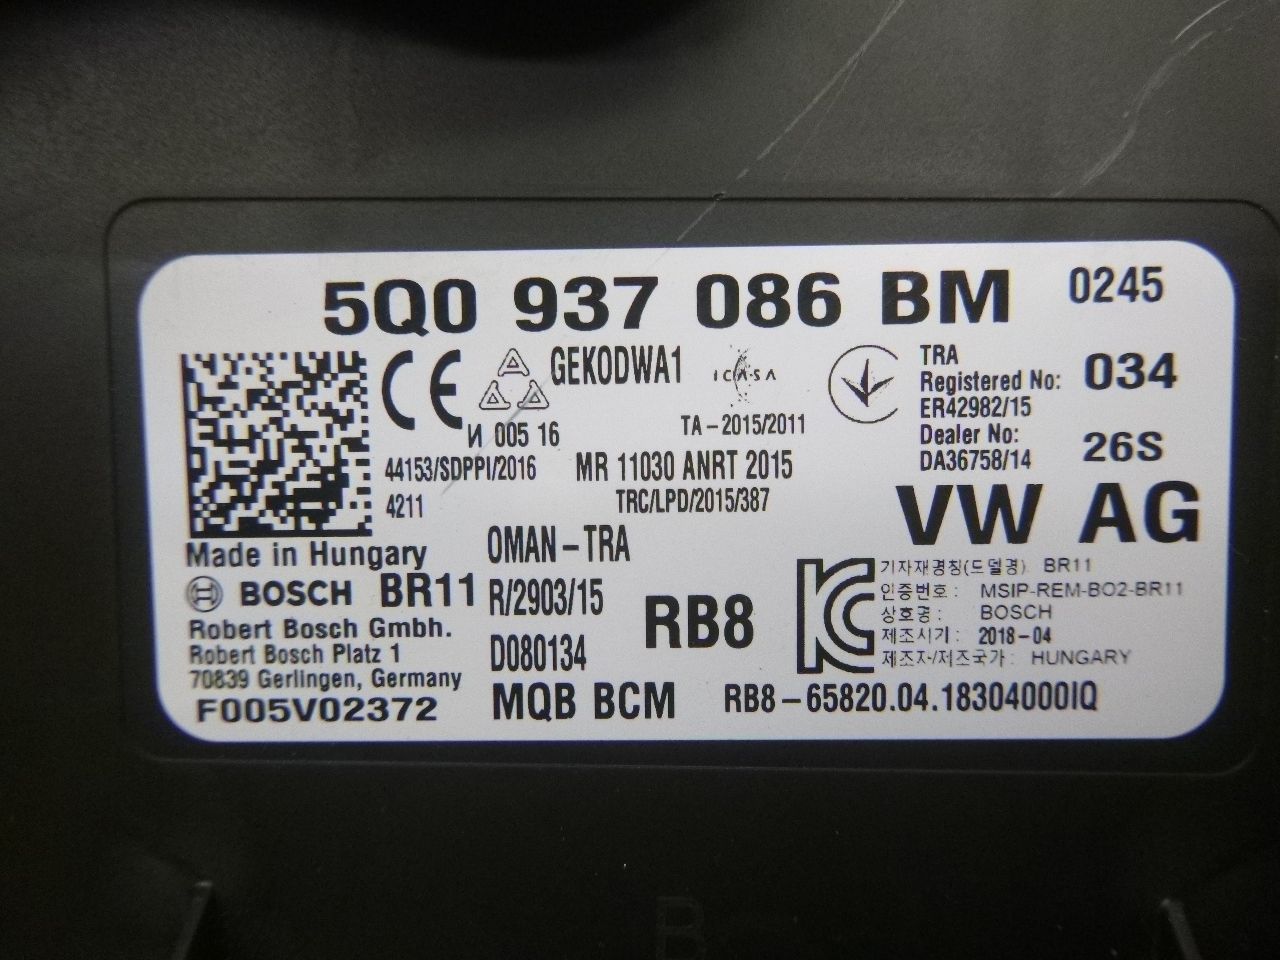 5Q0 937 086 BM 0245
CE GEKODWA1 ICASA TRA
Registered No: 034
ER42982/15
И 005 16 TA-2015/2011 Dealer No:
44153/SDPPI/2016 MR 11030 ANRT 2015 DA36758/14 26S
4211 TRC/LPD/2015/387 VW AG
Made in Hungary OMAN-TRA
BOSCH BR11 R/2903/15 RB8
Robert Bosch Gmbh. D080134
Robert Bosch Platz 1
70839 Gerlingen, Germany
F005V02372 MQB BCM RB8-65820.04.18304000IQ
기자재명칭(드델명) BR11
인증번호: MSIP-REM-BO2-BR11
상호명: BOSCH
제조시기: 2018-04
제조자/제조국가: HUNGARY
B